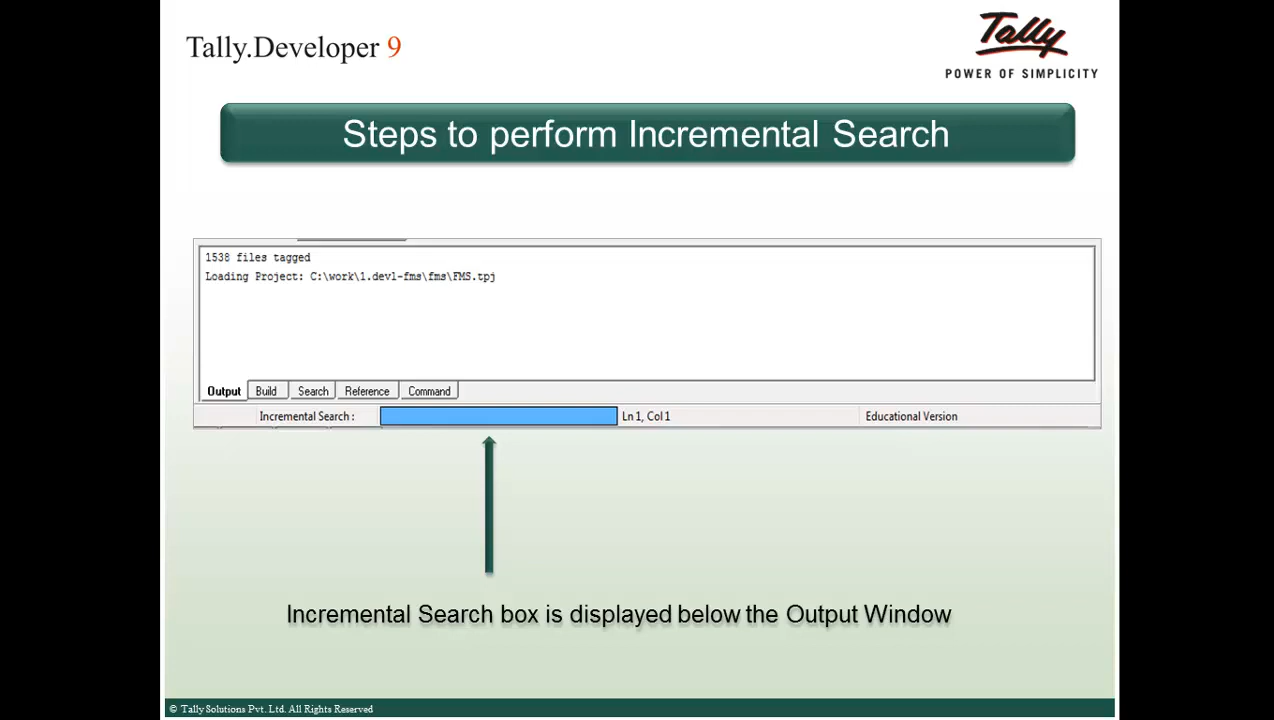 Tally.Developer 9
Tally
POWER OF SIMPLICITY
Steps to perform Incremental Search
1538 files tagged
Loading Project: C:\work\1.devl-fms\fms\FMS.tpj
Output Build Search Reference Command
Incremental Search : Ln 1, Col 1 Educational Version
Incremental Search box is displayed below the Output Window
© Tally Solutions Pvt. Ltd. All Rights Reserved